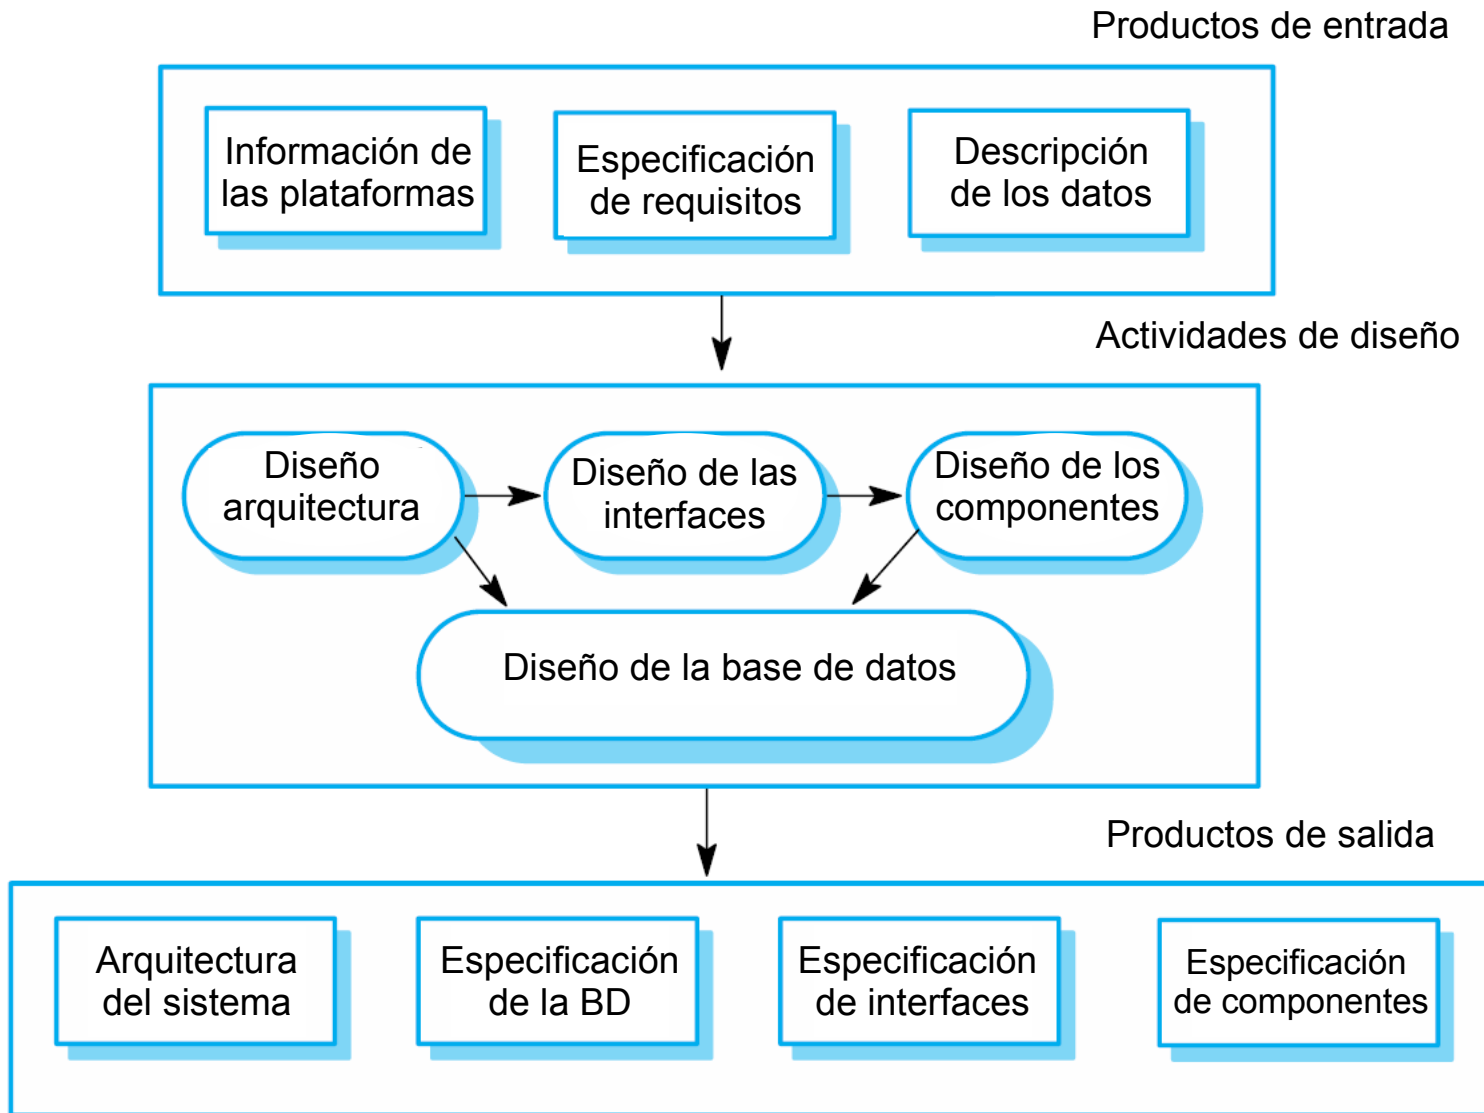 Productos de entrada
Información de
las plataformas
Especificación
de requisitos
Descripción
de los datos
Actividades de diseño
Diseño
arquitectura
Diseño de las
interfaces
Diseño de los
componentes
Diseño de la base de datos
Productos de salida
Arquitectura
del sistema
Especificación
de la BD
Especificación
de interfaces
Especificación
de componentes